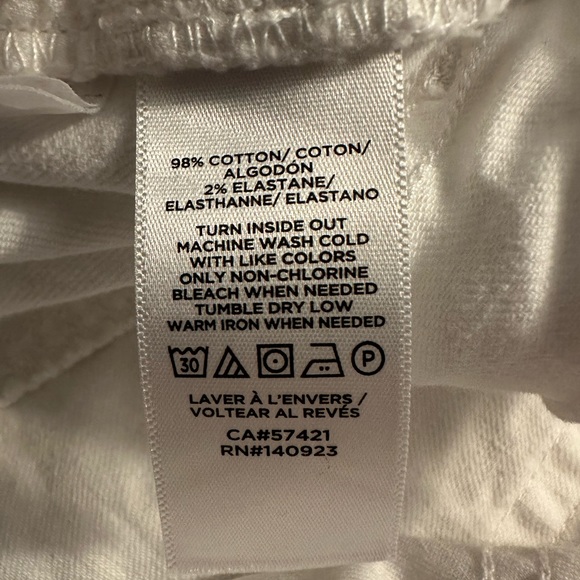 98% COTTON/ COTON/
ALGODÓN
2% ELASTANE/
ELASTHANNE/ ELASTANO
TURN INSIDE OUT
MACHINE WASH COLD
WITH LIKE COLORS
ONLY NON-CHLORINE
BLEACH WHEN NEEDED
TUMBLE DRY LOW
WARM IRON WHEN NEEDED
30 P
LAVER À L'ENVERS /
VOLTEAR AL REVÉS
CA#57421
RN#140923